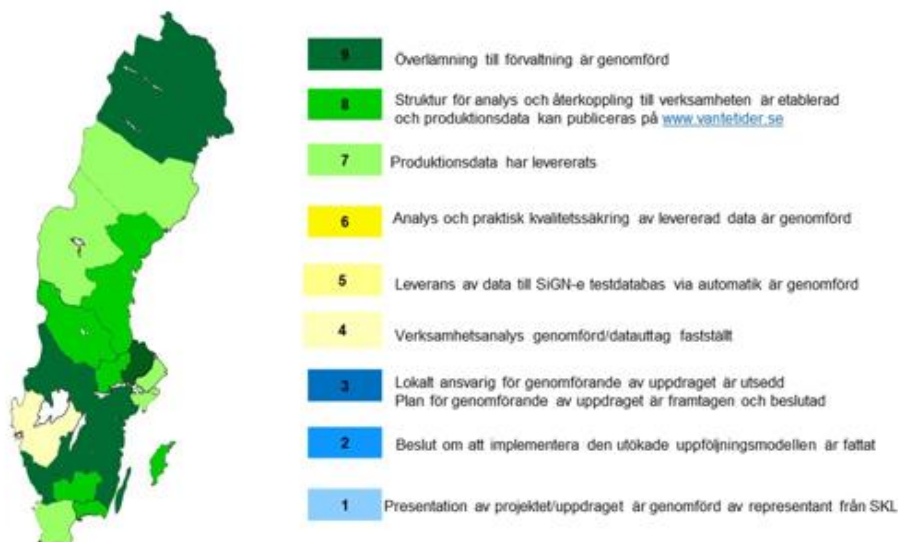 9 Överlämning till förvaltning är genomförd
8 Struktur för analys och återkoppling till verksamheten är etablerad
och produktionsdata kan publiceras på www.vantetider.se
7 Produktionsdata har levererats
6 Analys och praktisk kvalitetssäkring av levererad data är genomförd
5 Leverans av data till SiGN-e testdatabas via automatik är genomförd
4 Verksamhetsanalys genomförd/datauttag fastställt
3 Lokalt ansvarig för genomförande av uppdraget är utsedd
Plan för genomförande av uppdraget är framtagen och beslutad
2 Beslut om att implementera den utökade uppföljningsmodellen är fattat
1 Presentation av projektet/uppdraget är genomförd av representant från SKL